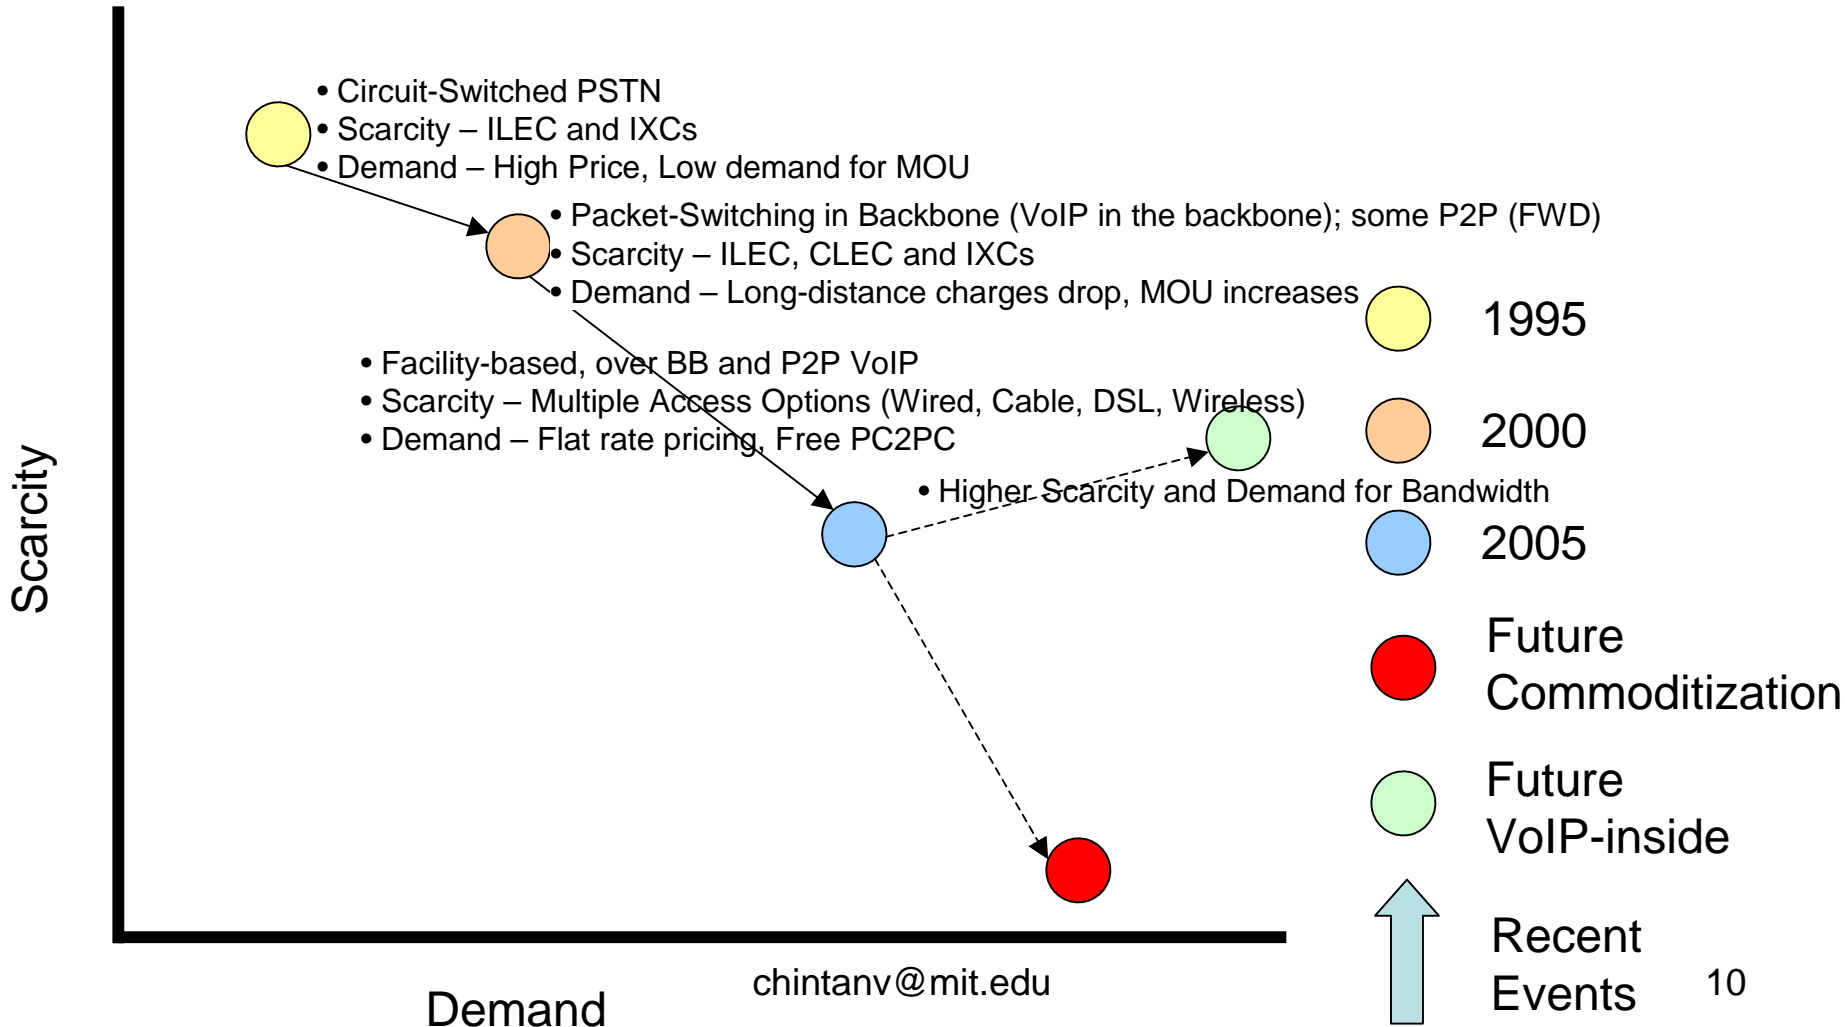 • Circuit-Switched PSTN
• Scarcity – ILEC and IXCs
• Demand – High Price, Low demand for MOU
• Packet-Switching in Backbone (VoIP in the backbone); some P2P (FWD)
• Scarcity – ILEC, CLEC and IXCs
• Demand – Long-distance charges drop, MOU increases
• Facility-based, over BB and P2P VoIP
• Scarcity – Multiple Access Options (Wired, Cable, DSL, Wireless)
• Demand – Flat rate pricing, Free PC2PC
• Higher Scarcity and Demand for Bandwidth
1995
2000
2005
Future
Commoditization
Future
VoIP-inside
Recent
Events
Scarcity
Demand
chintanv@mit.edu
10